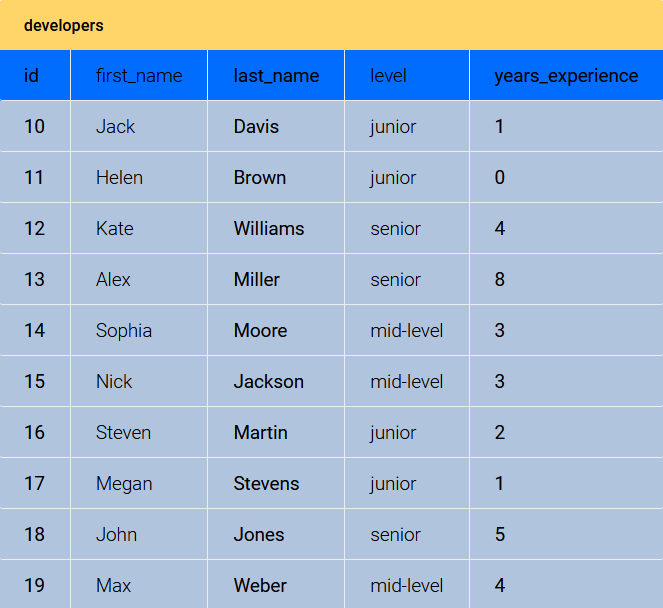 developers
id first_name last_name level years_experience
10 Jack Davis junior 1
11 Helen Brown junior 0
12 Kate Williams senior 4
13 Alex Miller senior 8
14 Sophia Moore mid-level 3
15 Nick Jackson mid-level 3
16 Steven Martin junior 2
17 Megan Stevens junior 1
18 John Jones senior 5
19 Max Weber mid-level 4